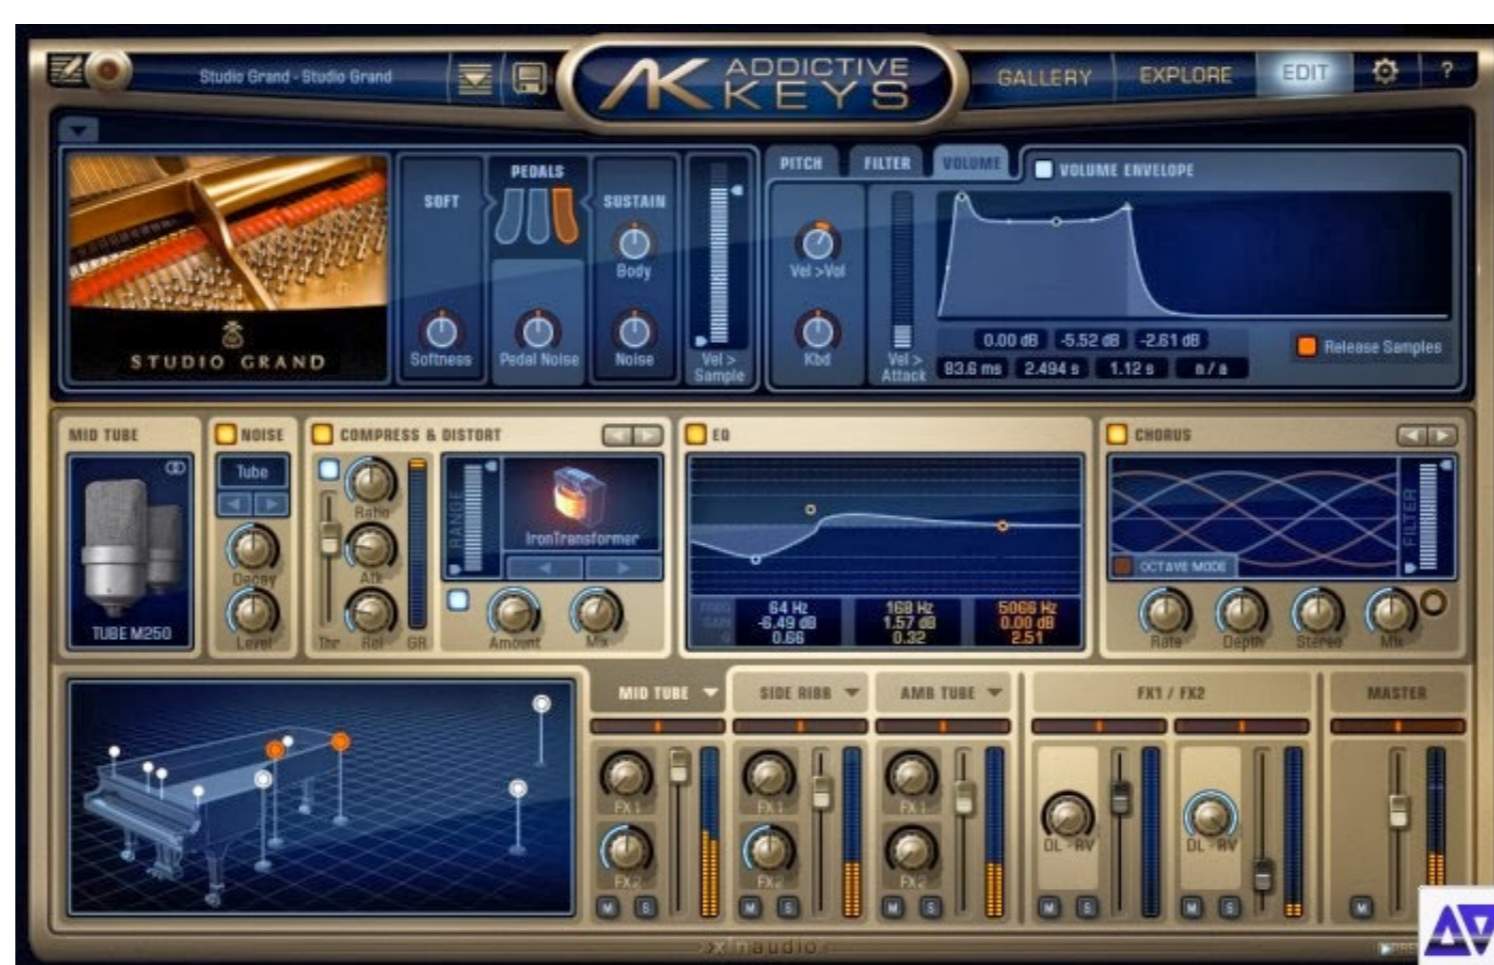 Studio Grand - Studio Grand
ADDICTIVE
KEYS
GALLERY
EXPLORE
EDIT
?
PITCH
FILTER
VOLUME
VOLUME ENVELOPE
SOFT
PEDALS
SUSTAIN
Body
Vel >Vol
Softness
Pedal Noise
Noise
Vel >
Sample
Kbd
Vel >
Attack
0.00 dB -5.52 dB -2.61 dB
83.6 ms 2.494 s 1.12 s n/a
Release Samples
STUDIO GRAND
MID TUBE
NOISE
COMPRESS & DISTORT
EQ
CHORUS
Tube
Ratio
RANGE
IronTransformer
FILTER
Decay
Atk
OCTAVE MODE
TUBE M250
Level
Thr
Rel
GR
Amount
Mix
FREQ 64 Hz 168 Hz 5066 Hz
GAIN -6.49 dB 1.57 dB 0.00 dB
Q 0.66 0.32 2.51
Rate
Depth
Stereo
Mix
MID TUBE
SIDE RIBB
AMB TUBE
FX1 / FX2
MASTER
FX1
FX1
FX1
DL - RV
DL - RV
FX2
FX2
FX2
M S
M S
M S
M S
M S
M
xlnaudio